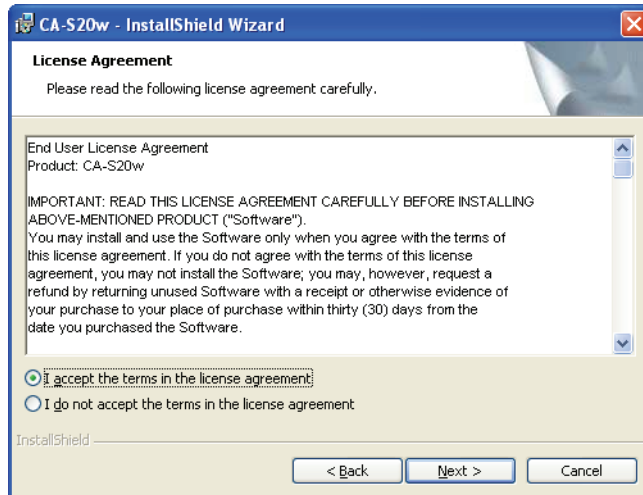 CA-S20w - InstallShield Wizard
License Agreement
Please read the following license agreement carefully.
End User License Agreement
Product: CA-S20w
IMPORTANT: READ THIS LICENSE AGREEMENT CAREFULLY BEFORE INSTALLING
ABOVE-MENTIONED PRODUCT ("Software").
You may install and use the Software only when you agree with the terms of
this license agreement. If you do not agree with the terms of this license
agreement, you may not install the Software; you may, however, request a
refund by returning unused Software with a receipt or otherwise evidence of
your purchase to your place of purchase within thirty (30) days from the
date you purchased the Software.
I accept the terms in the license agreement
I do not accept the terms in the license agreement
InstallShield
< Back Next > Cancel